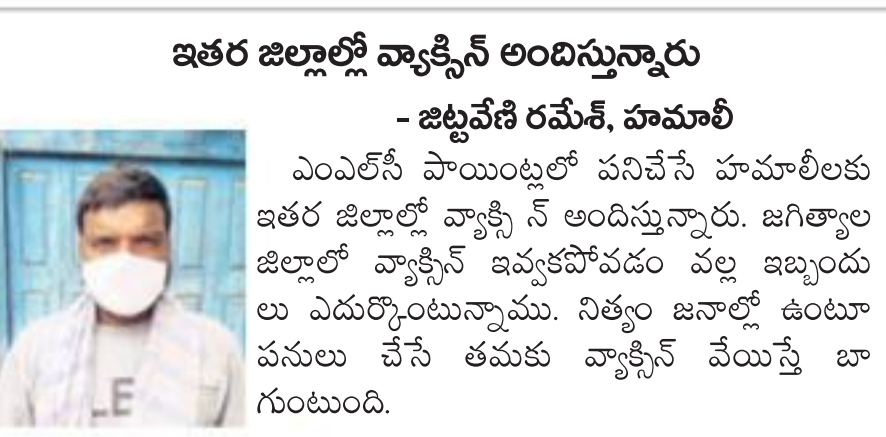 ఇతర జిల్లాల్లో వ్యాక్సిన్ అందిస్తున్నారు
- జిట్టవేణి రమేశ్, హమాలీ
ఎంఎల్‌సీ పాయింట్లలో పనిచేసే హమాలీలకు
ఇతర జిల్లాల్లో వ్యాక్సి న్ అందిస్తున్నారు. జగిత్యాల
జిల్లాలో వ్యాక్సిన్ ఇవ్వకపోవడం వల్ల ఇబ్బందు
లు ఎదుర్కొంటున్నాము. నిత్యం జనాల్లో ఉంటూ
పనులు చేసే తమకు వ్యాక్సిన్ వేయిస్తే బా
గుంటుంది.
LE